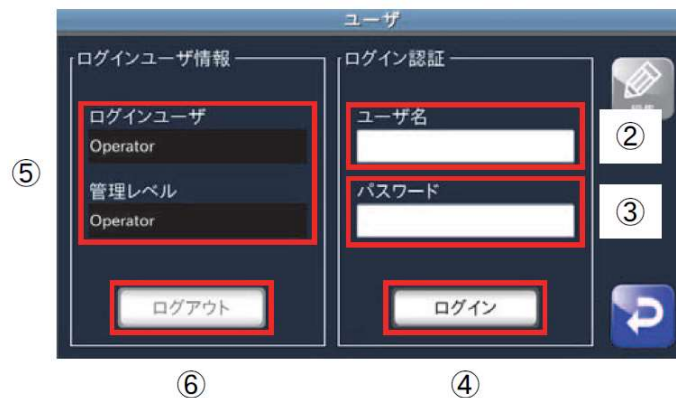 ユーザ
ログインユーザ情報
ログイン認証
ログインユーザ
Operator
管理レベル
Operator
ログアウト
ユーザ名
パスワード
ログイン
②
③
⑤
⑥
④